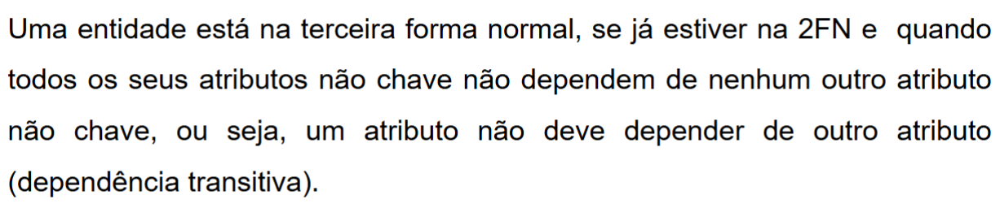 Uma entidade está na terceira forma normal, se já estiver na 2FN e quando
todos os seus atributos não chave não dependem de nenhum outro atributo
não chave, ou seja, um atributo não deve depender de outro atributo
(dependência transitiva).